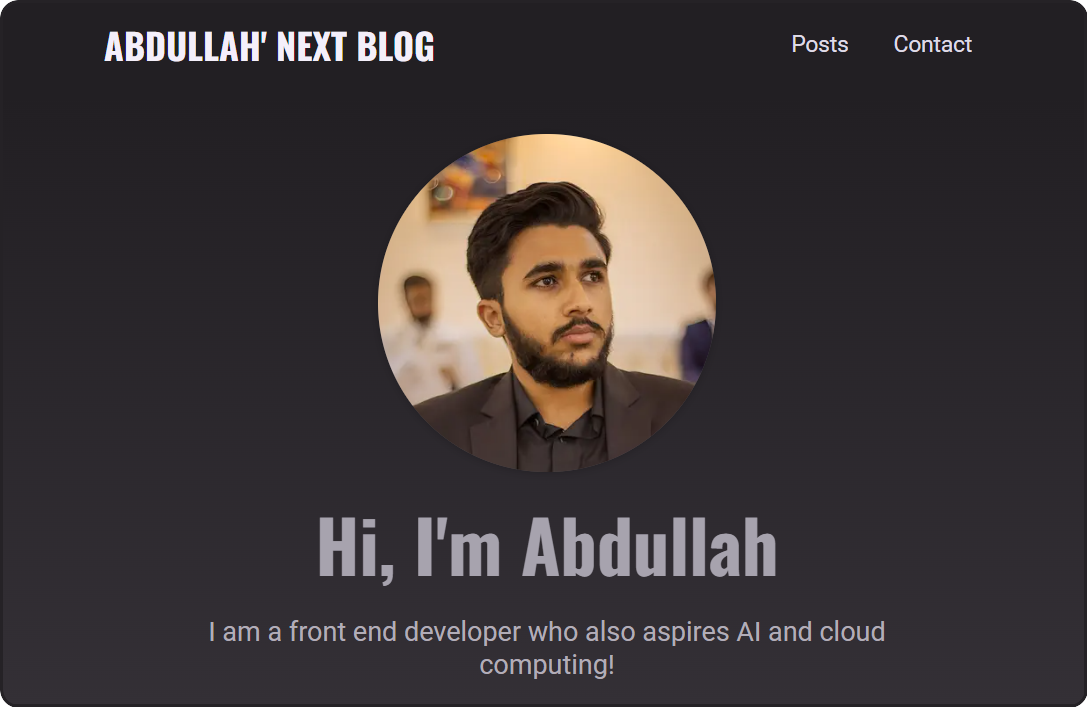 ABDULLAH' NEXT BLOG
Posts Contact
Hi, I'm Abdullah
I am a front end developer who also aspires AI and cloud
computing!